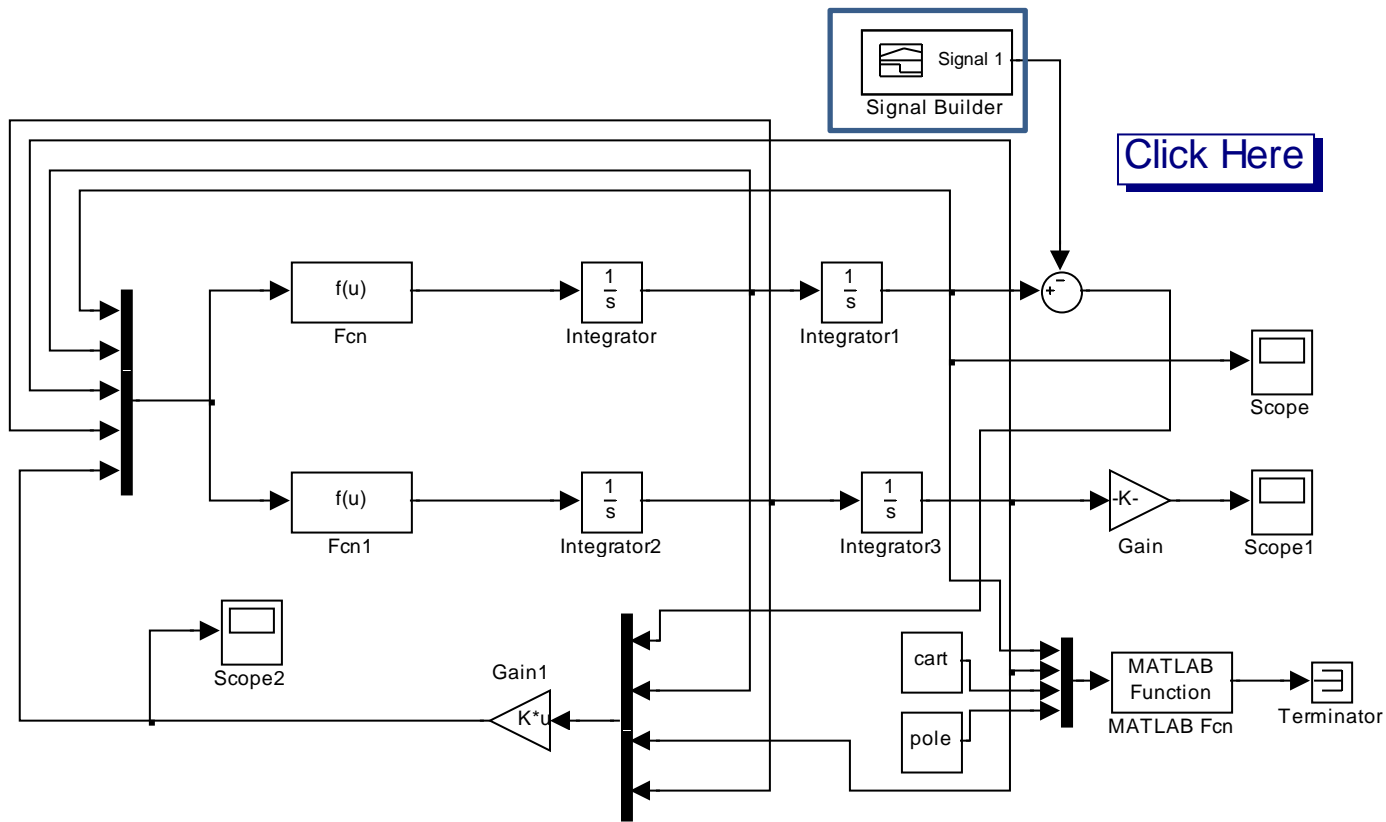 Signal 1
Signal Builder
Click Here
f(u)
Fcn
1
s
Integrator
1
s
Integrator1
+
−
Scope
f(u)
Fcn1
1
s
Integrator2
1
s
Integrator3
-K-
Gain
Scope1
Scope2
Gain1
K*u
cart
pole
MATLAB
Function
MATLAB Fcn
Terminator